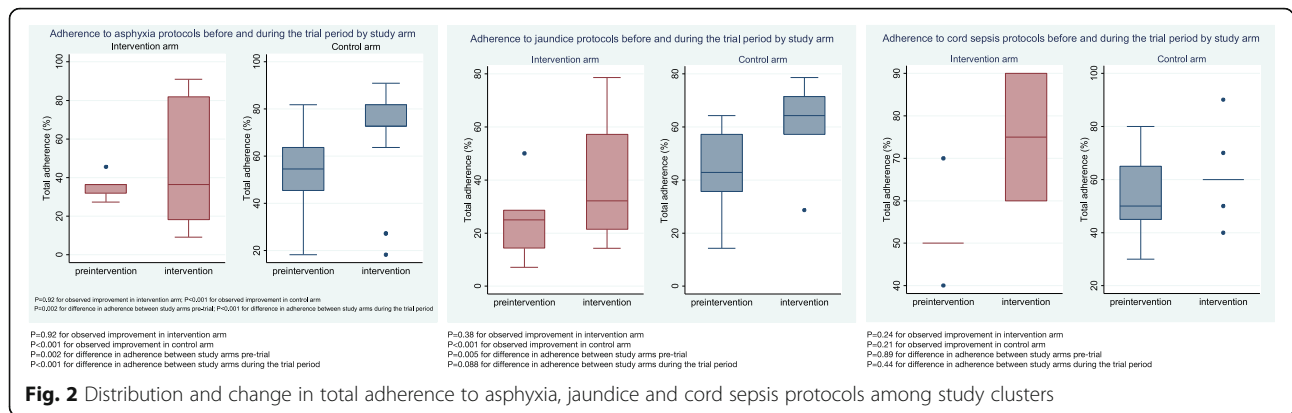 Adherence to asphyxia protocols before and during the trial period by study arm
Intervention arm
Control arm
Total adherence (%)
0
20
40
60
80
100
preintervention
intervention
Total adherence (%)
20
40
60
80
100
preintervention
intervention
P=0.92 for observed improvement in intervention arm; P<0.001 for observed improvement in control arm
P=0.002 for difference in adherence between study arms pre-trial; P<0.001 for difference in adherence between study arms during the trial period
P=0.92 for observed improvement in intervention arm
P<0.001 for observed improvement in control arm
P=0.002 for difference in adherence between study arms pre-trial
P<0.001 for difference in adherence between study arms during the trial period
Adherence to jaundice protocols before and during the trial period by study arm
Intervention arm
Control arm
Total adherence (%)
0
20
40
60
80
preintervention
intervention
Total adherence (%)
0
20
40
60
80
preintervention
intervention
P=0.38 for observed improvement in intervention arm
P<0.001 for observed improvement in control arm
P=0.005 for difference in adherence between study arms pre-trial
P=0.088 for difference in adherence between study arms during the trial period
Adherence to cord sepsis protocols before and during the trial period by study arm
Intervention arm
Control arm
Total adherence (%)
40
50
60
70
80
90
preintervention
intervention
Total adherence (%)
20
40
60
80
100
preintervention
intervention
P=0.24 for observed improvement in intervention arm
P=0.21 for observed improvement in control arm
P=0.89 for difference in adherence between study arms pre-trial
P=0.44 for difference in adherence between study arms during the trial period
Fig. 2 Distribution and change in total adherence to asphyxia, jaundice and cord sepsis protocols among study clusters